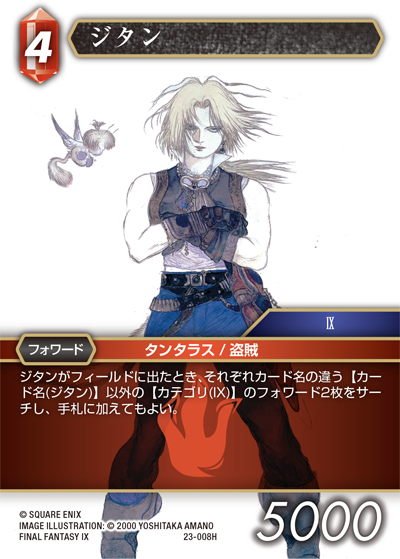 4
ジタン
IX
フォワード
タンタラス / 盗賊
ジタンがフィールドに出たとき、それぞれカード名の違う【カー
ド名(ジタン)】以外の【カテゴリ(IX)】のフォワード2枚をサー
チし、手札に加えてもよい。
© SQUARE ENIX
IMAGE ILLUSTRATION: © 2000 YOSHITAKA AMANO
FINAL FANTASY IX
23-008H
5000